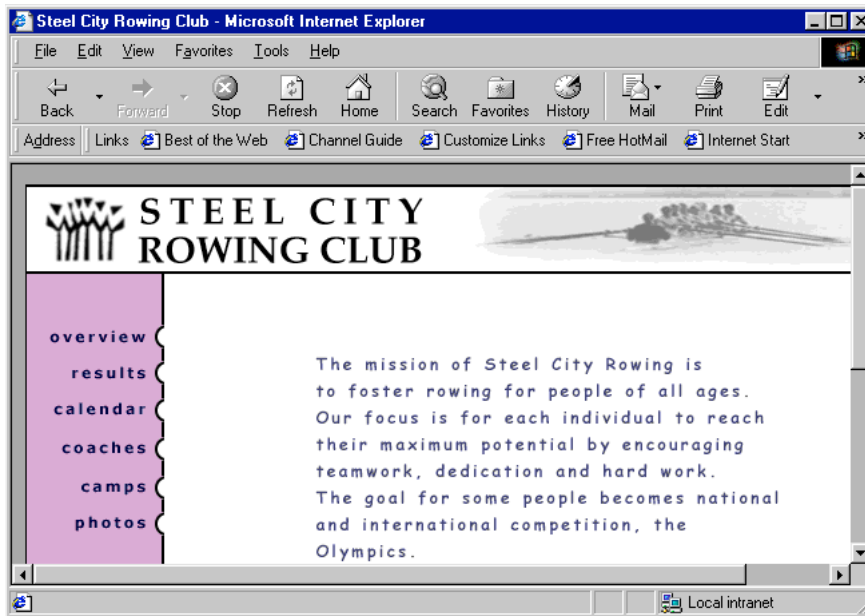 Steel City Rowing Club - Microsoft Internet Explorer
File Edit View Favorites Tools Help
Back Forward Stop Refresh Home Search Favorites History Mail Print Edit »
Address Links Best of the Web Channel Guide Customize Links Free HotMail Internet Start »
STEEL CITY
ROWING CLUB
overview
results
calendar
coaches
camps
photos
The mission of Steel City Rowing is
to foster rowing for people of all ages.
Our focus is for each individual to reach
their maximum potential by encouraging
teamwork, dedication and hard work.
The goal for some people becomes national
and international competition, the
Olympics.
Local intranet